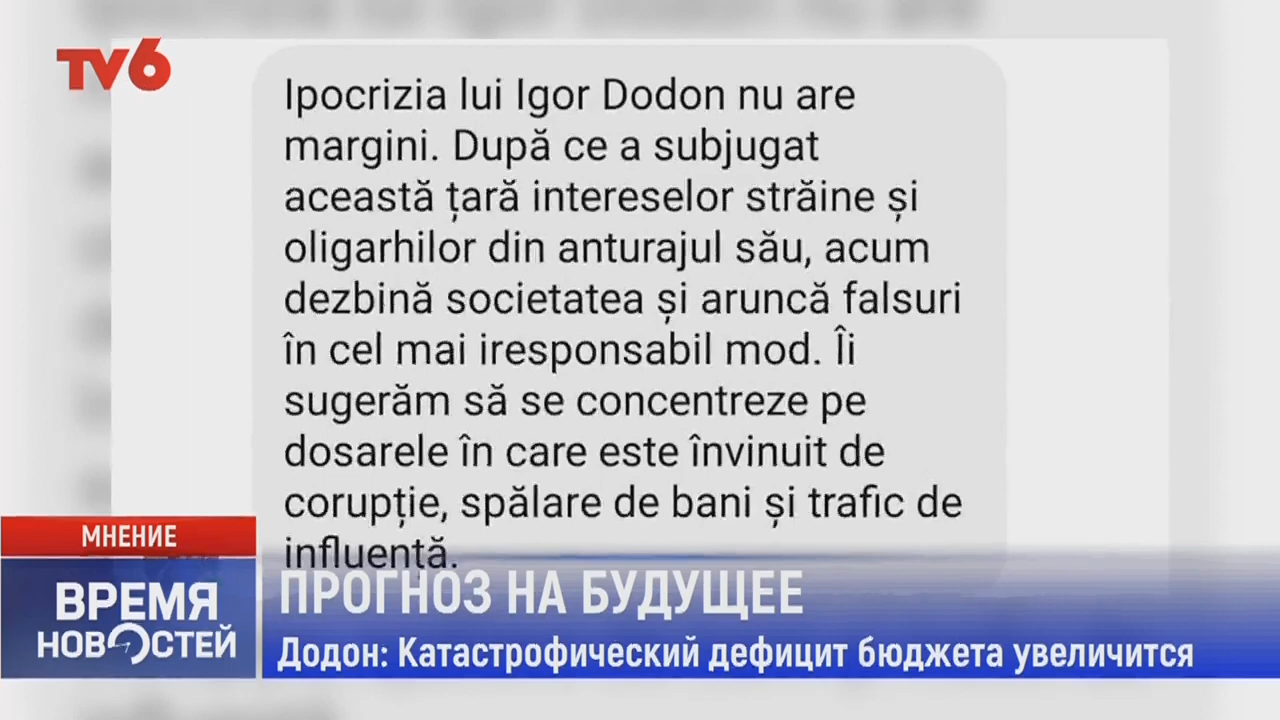 TV6
Ipocrizia lui Igor Dodon nu are
margini. După ce a subjugat
această țară intereselor străine și
oligarhilor din anturajul său, acum
dezbină societatea și aruncă falsuri
în cel mai iresponsabil mod. Îi
sugerăm să se concentreze pe
dosarele în care este învinuit de
corupție, spălare de bani și trafic de
influență.
МНЕНИЕ
ВРЕМЯ
НОВОСТЕЙ
ПРОГНОЗ НА БУДУЩЕЕ
Додон: Катастрофический дефицит бюджета увеличится